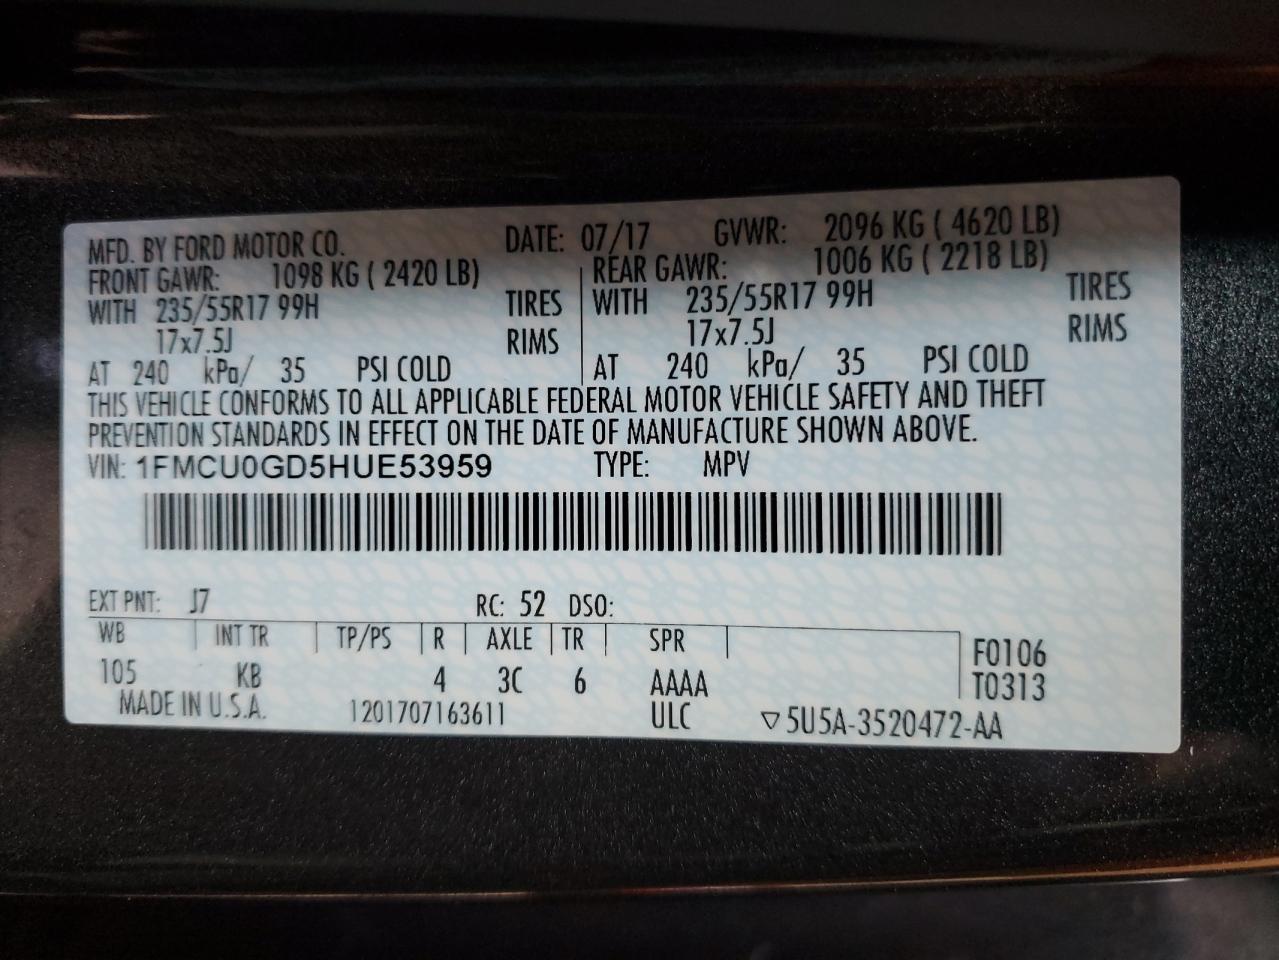 MFD. BY FORD MOTOR CO. DATE: 07/17 GVWR: 2096 KG ( 4620 LB)
FRONT GAWR: 1098 KG ( 2420 LB) REAR GAWR: 1006 KG ( 2218 LB)
WITH 235/55R17 99H TIRES WITH 235/55R17 99H TIRES
17x7.5J RIMS 17x7.5J RIMS
AT 240 kPa/ 35 PSI COLD AT 240 kPa/ 35 PSI COLD
THIS VEHICLE CONFORMS TO ALL APPLICABLE FEDERAL MOTOR VEHICLE SAFETY AND THEFT
PREVENTION STANDARDS IN EFFECT ON THE DATE OF MANUFACTURE SHOWN ABOVE.
VIN: 1FMCU0GD5HUE53959 TYPE: MPV
EXT PNT: J7 RC: 52 DSO:
WB INT TR TP/PS R AXLE TR SPR F0106
105 KB 4 3C 6 AAAA T0313
MADE IN U.S.A. 1201707163611 ULC ▽5U5A-3520472-AA